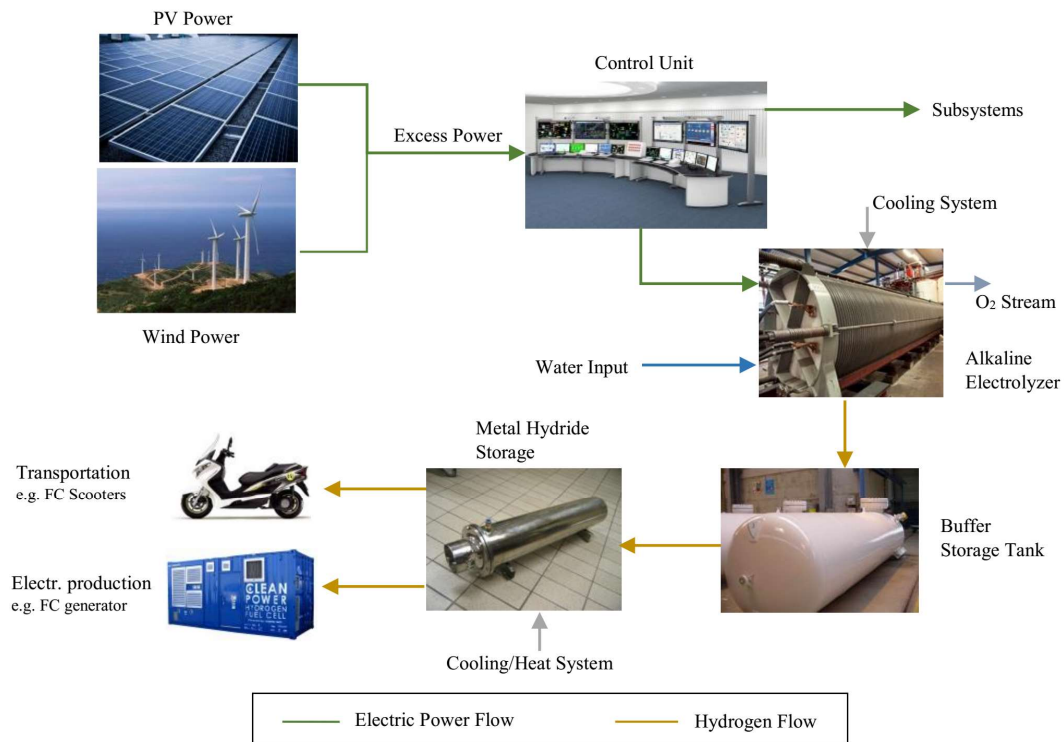 PV Power
Control Unit
Excess Power
Subsystems
Wind Power
Cooling System
O₂ Stream
Water Input
Alkaline
Electrolyzer
Metal Hydride
Storage
Transportation
e.g. FC Scooters
Buffer
Storage Tank
Electr. production
e.g. FC generator
CLEAN
POWER
HYDROGEN
FUEL CELL
Cooling/Heat System
Electric Power Flow
Hydrogen Flow